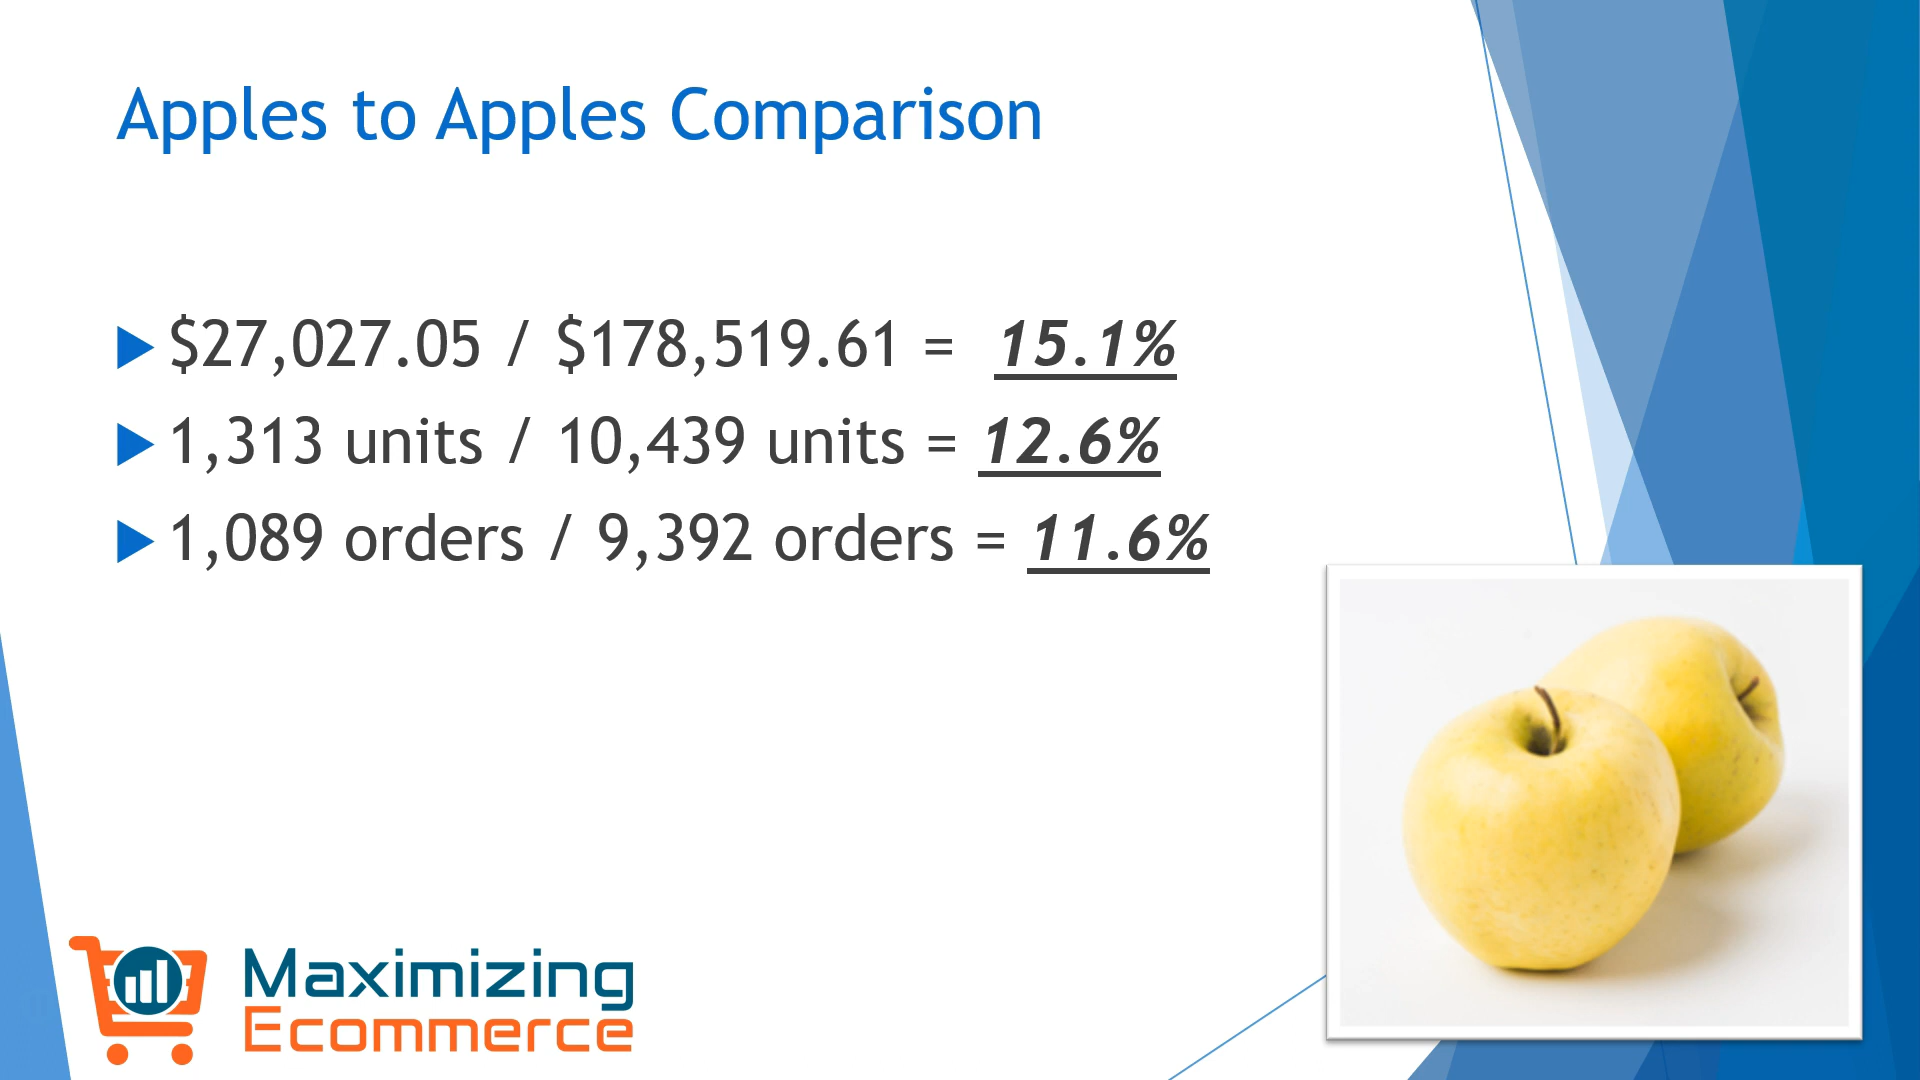 Apples to Apples Comparison
$27,027.05 / $178,519.61 = 15.1%
1,313 units / 10,439 units = 12.6%
1,089 orders / 9,392 orders = 11.6%
Maximizing
Ecommerce